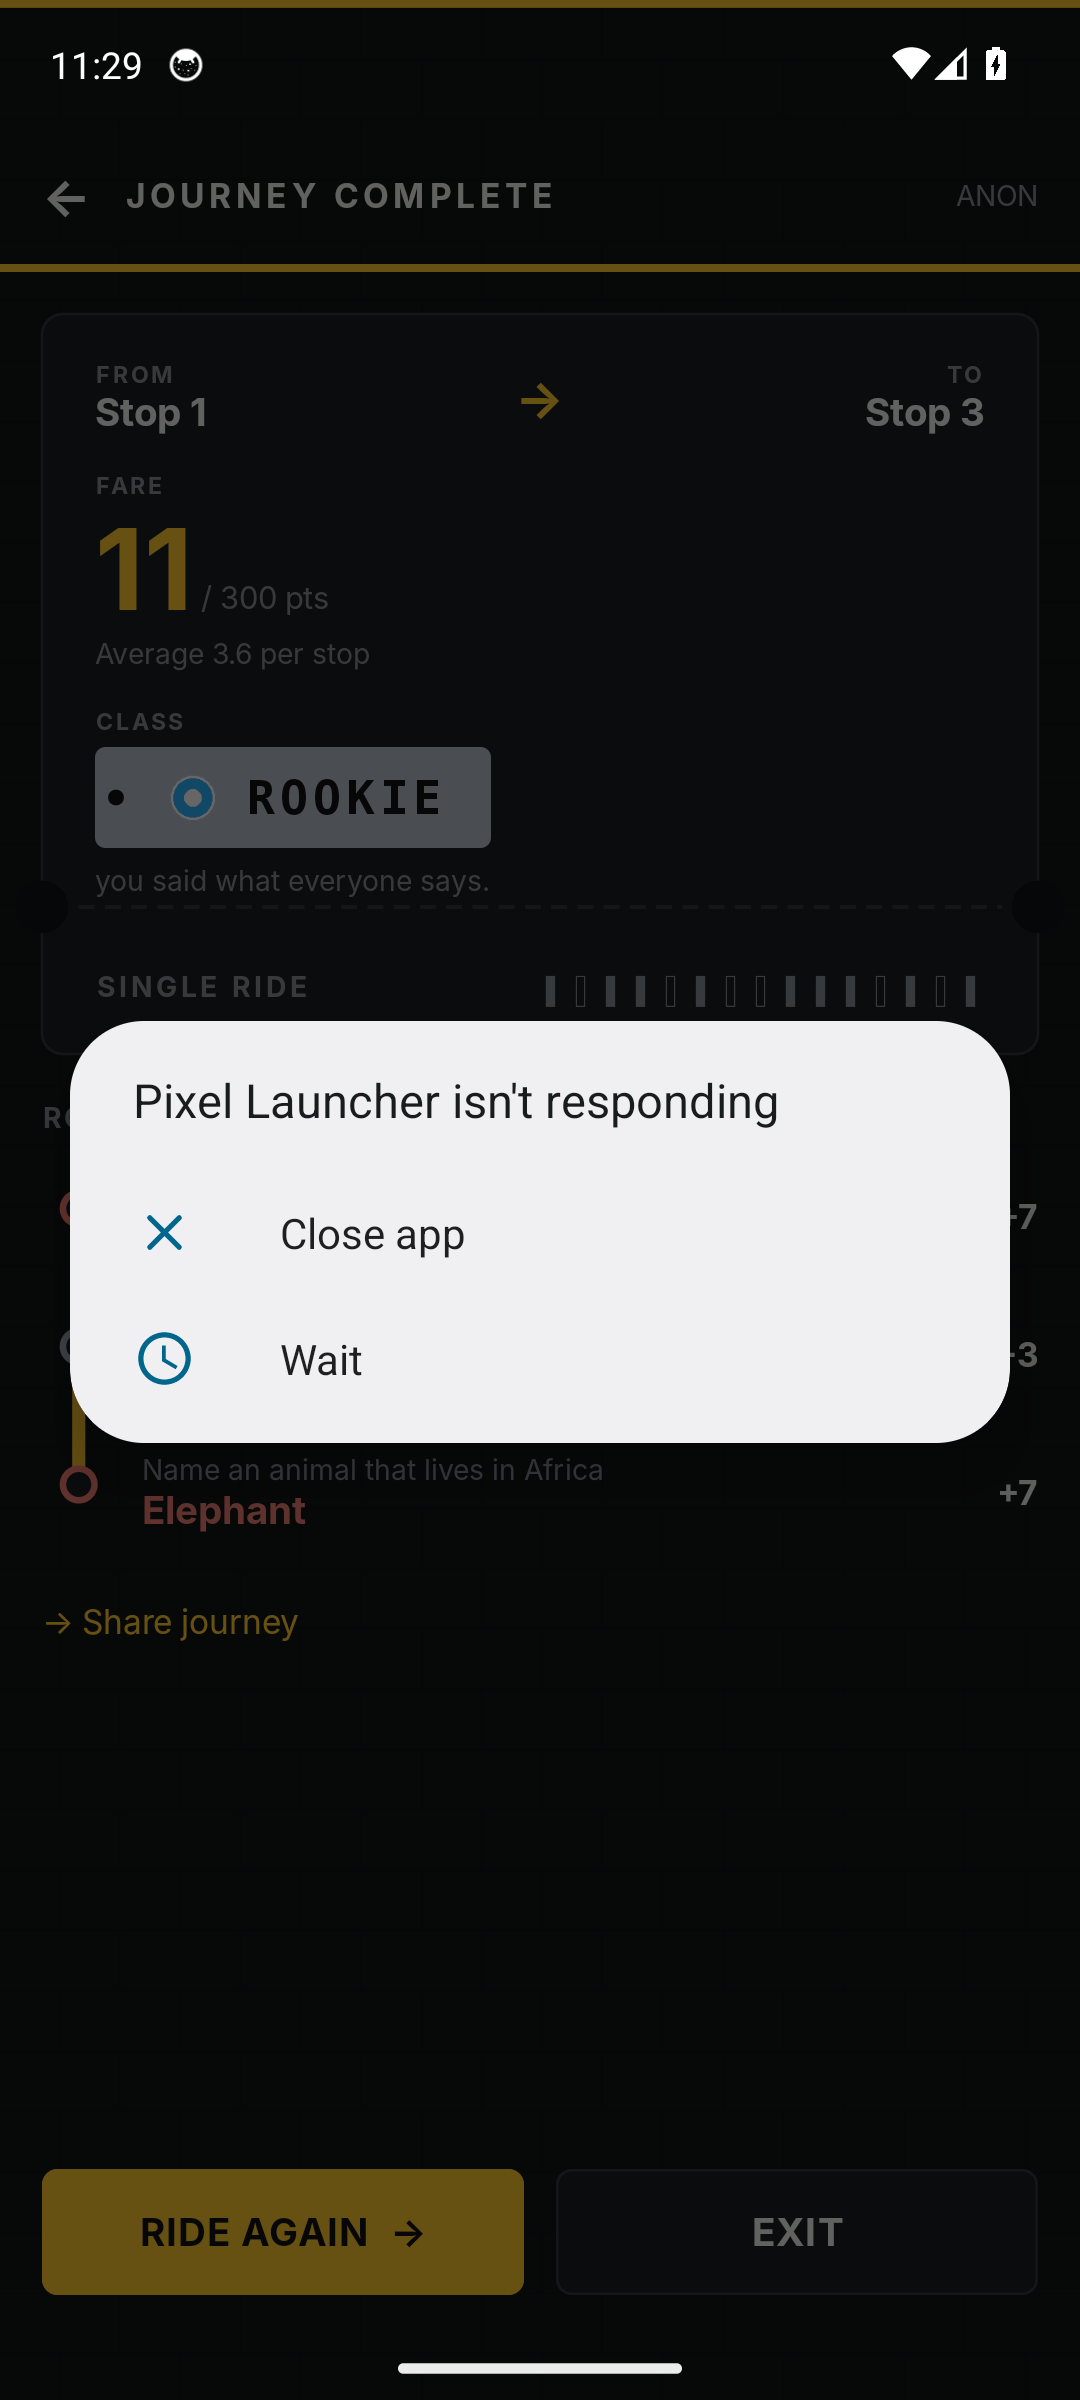 11:29
JOURNEY COMPLETE
ANON
FROM
TO
Stop 1
→
Stop 3
FARE
11 / 300 pts
Average 3.6 per stop
CLASS
• ROOKIE
you said what everyone says.
SINGLE RIDE
Pixel Launcher isn't responding
Close app
Wait
Name an animal that lives in Africa
Elephant
+7
→ Share journey
RIDE AGAIN →
EXIT